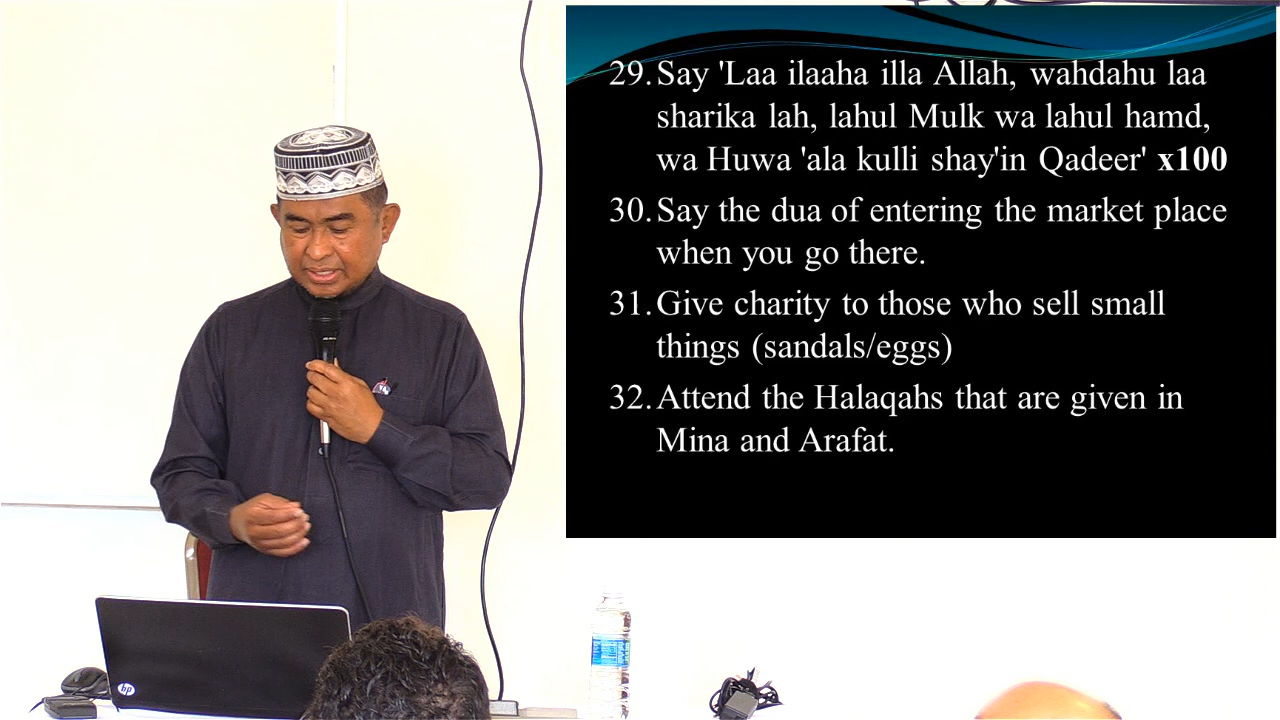 29. Say 'Laa ilaaha illa Allah, wahdahu laa
sharika lah, lahul Mulk wa lahul hamd,
wa Huwa 'ala kulli shay'in Qadeer' x100
30. Say the dua of entering the market place
when you go there.
31. Give charity to those who sell small
things (sandals/eggs)
32. Attend the Halaqahs that are given in
Mina and Arafat.
hp